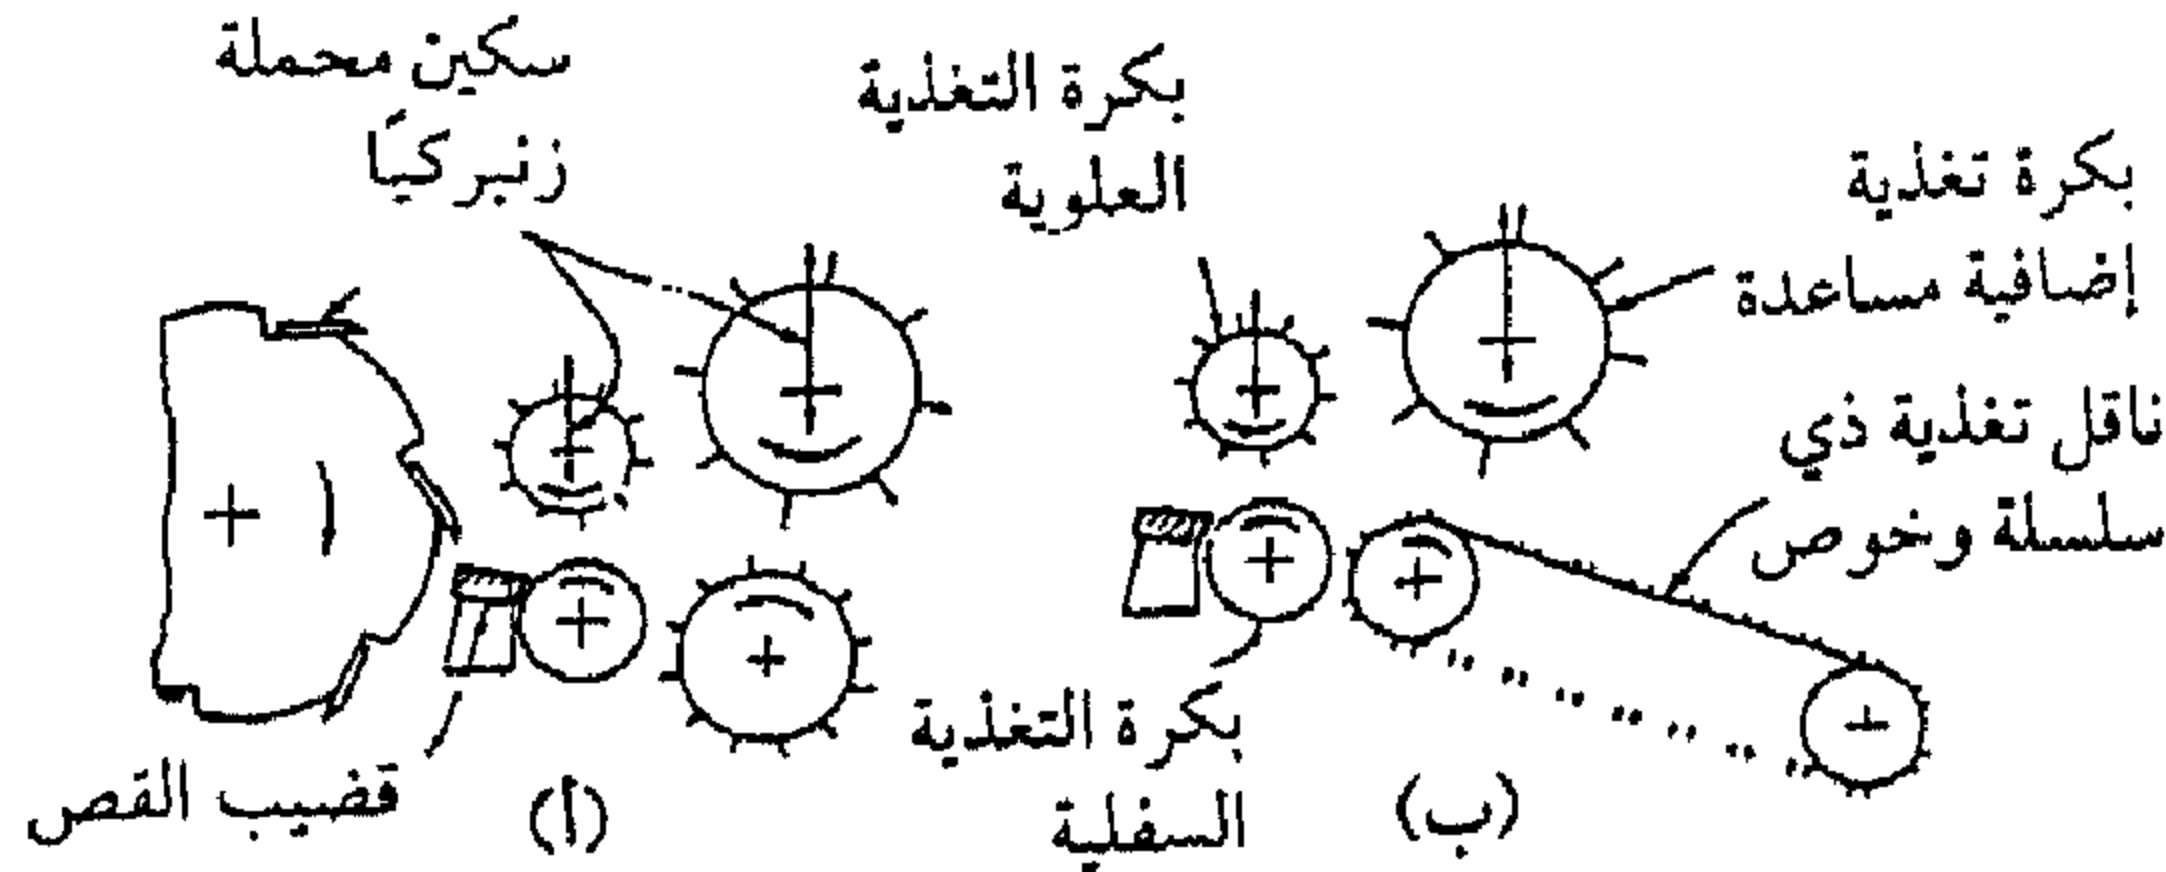 سكين محملة
زنبركيًا
بكرة التغذية
العلوية
بكرة تغذية
إضافية مساعدة
ناقل تغذية ذي
سلسلة وخوص
بكرة التغذية
السفلية
قضيب القص
(أ)
(ب)